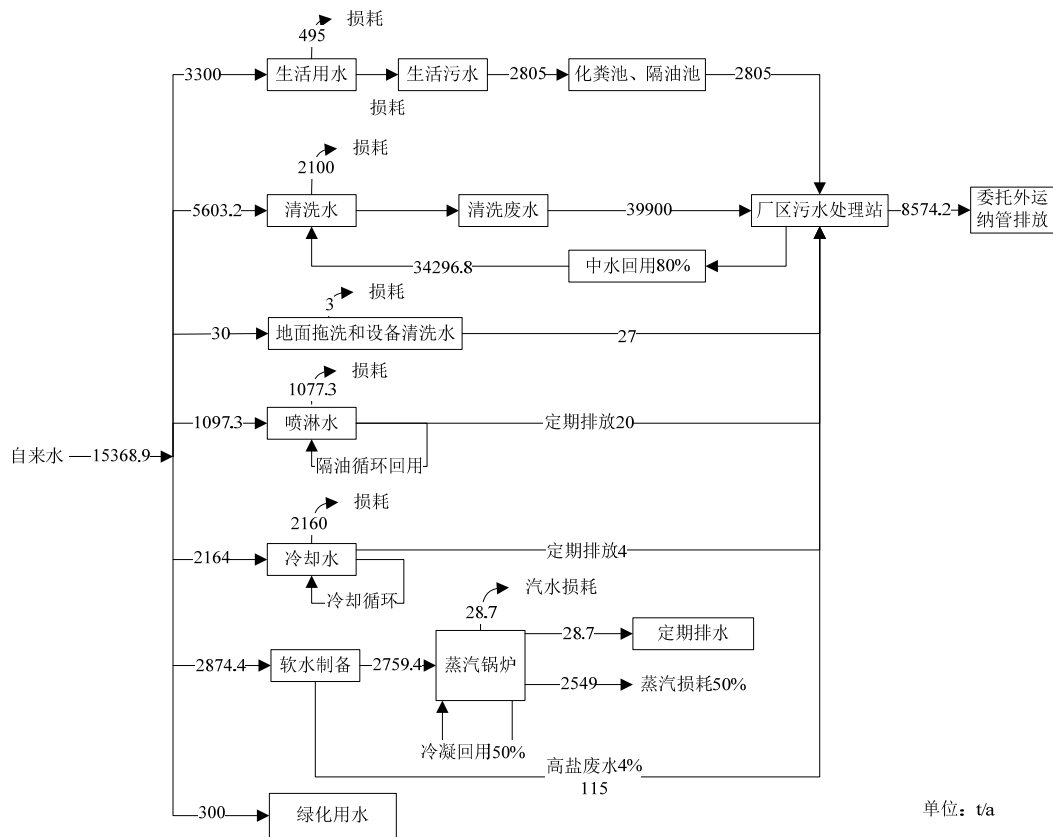 损耗
495
3300
生活用水
生活污水
2805
化粪池、隔油池
2805
损耗
损耗
2100
5603.2
清洗水
清洗废水
39900
厂区污水处理站
8574.2
委托外运
纳管排放
34296.8
中水回用80%
损耗
3
30
地面拖洗和设备清洗水
27
损耗
1077.3
1097.3
喷淋水
定期排放20
自来水
15368.9
隔油循环回用
损耗
2160
2164
冷却水
定期排放4
冷却循环
汽水损耗
28.7
28.7
定期排水
2874.4
软水制备
2759.4
蒸汽锅炉
2549
蒸汽损耗50%
冷凝回用50%
高盐废水4%
115
300
绿化用水
单位：t/a